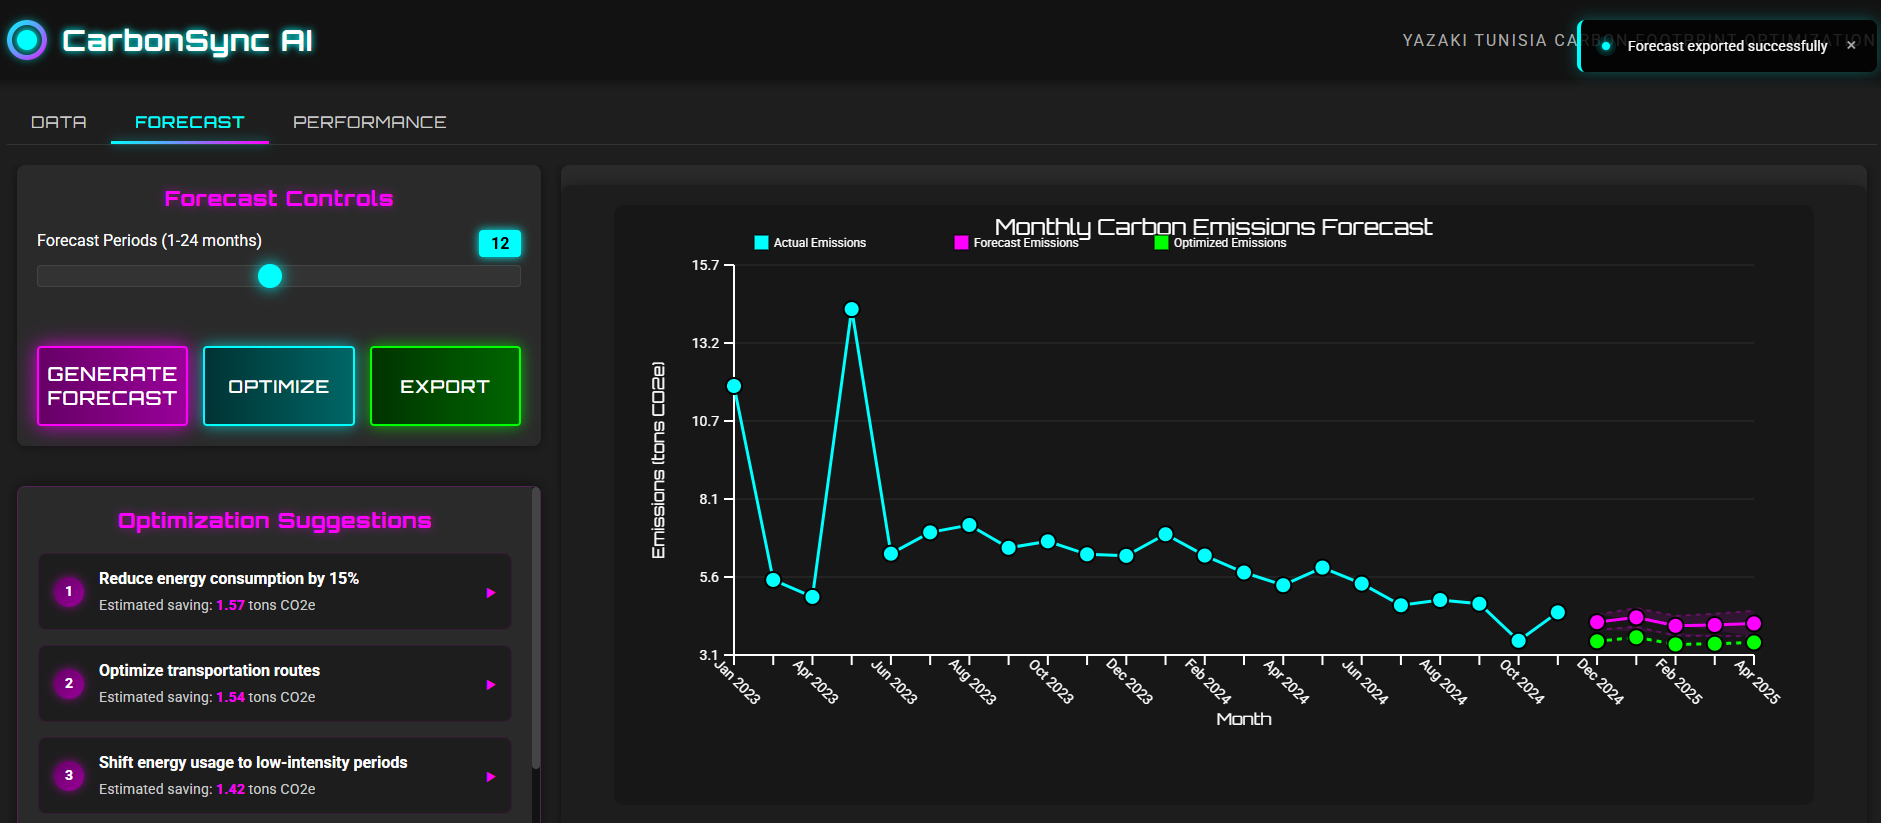 CarbonSync AI
YAZAKI TUNISIA CARBON FOOTPRINT OPTIMIZATION
Forecast exported successfully ×
DATA
FORECAST
PERFORMANCE
Forecast Controls
Forecast Periods (1-24 months)
12
GENERATE
FORECAST
OPTIMIZE
EXPORT
Optimization Suggestions
1
Reduce energy consumption by 15%
Estimated saving: 1.57 tons CO2e
2
Optimize transportation routes
Estimated saving: 1.54 tons CO2e
3
Shift energy usage to low-intensity periods
Estimated saving: 1.42 tons CO2e
Monthly Carbon Emissions Forecast
Actual Emissions
Forecast Emissions
Optimized Emissions
Emissions (tons CO2e)
15.7
13.2
10.7
8.1
5.6
3.1
Jan 2023
Apr 2023
Jun 2023
Aug 2023
Oct 2023
Dec 2023
Feb 2024
Apr 2024
Jun 2024
Aug 2024
Oct 2024
Dec 2024
Feb 2025
Apr 2025
Month